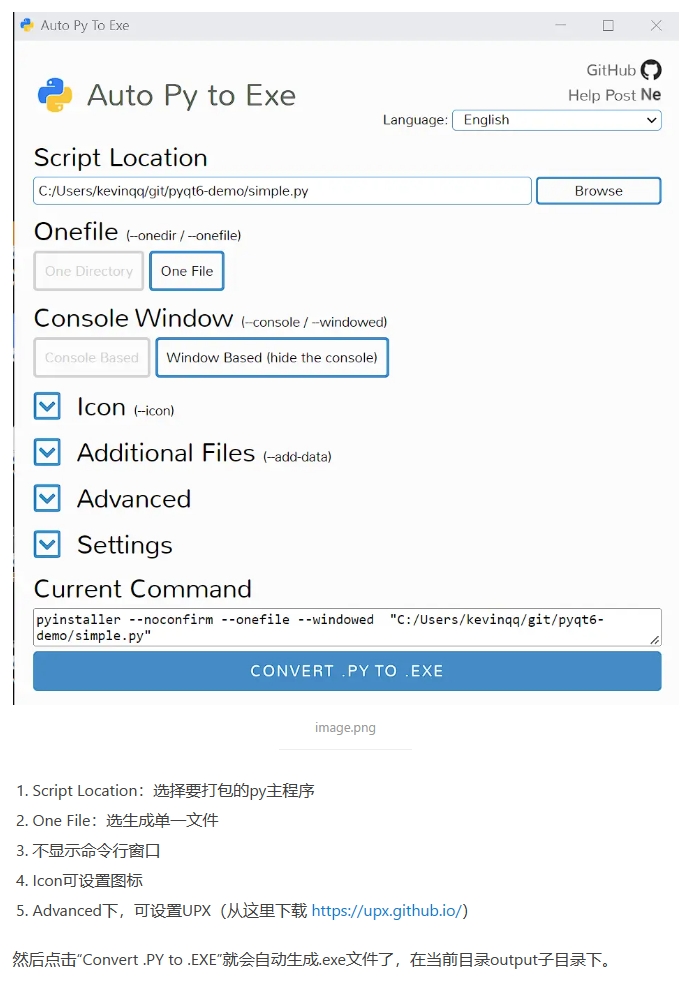 Auto Py To Exe
GitHub
Auto Py to Exe
Help Post Ne
Language: English
Script Location
C:/Users/kevinqq/git/pyqt6-demo/simple.py
Browse
Onefile (--onedir / --onefile)
One Directory
One File
Console Window (--console / --windowed)
Console Based
Window Based (hide the console)
Icon (--icon)
Additional Files (--add-data)
Advanced
Settings
Current Command
pyinstaller --noconfirm --onefile --windowed  "C:/Users/kevinqq/git/pyqt6-
demo/simple.py"
CONVERT .PY TO .EXE
image.png
1. Script Location：选择要打包的py主程序
2. One File：选生成单一文件
3. 不显示命令行窗口
4. Icon可设置图标
5. Advanced下，可设置UPX（从这里下载 https://upx.github.io/）
然后点击“Convert .PY to .EXE”就会自动生成.exe文件了，在当前目录output子目录下。